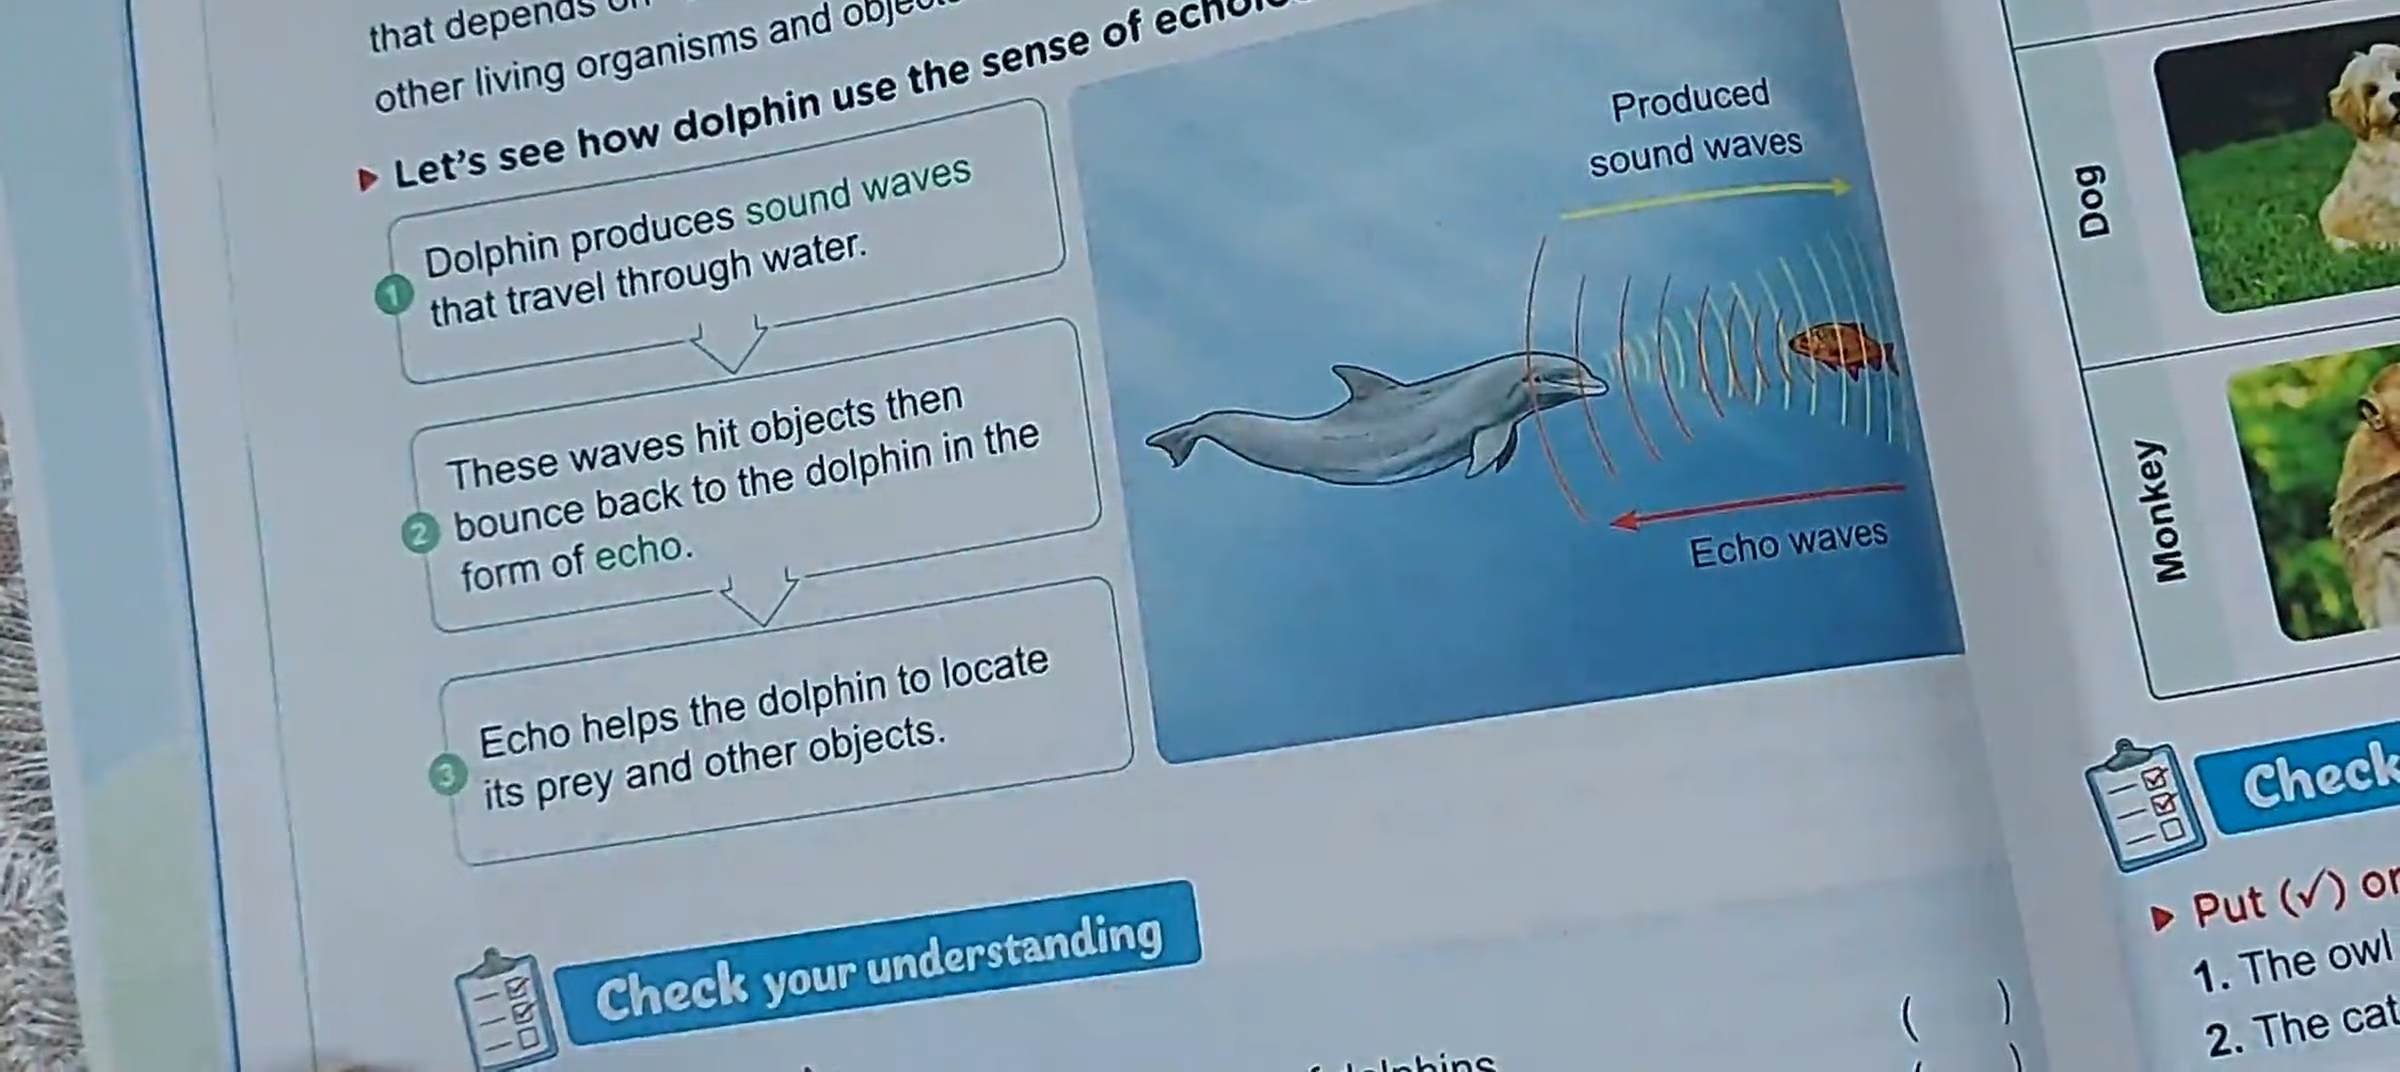 that depends
other living organisms and
Let's see how dolphin use the sense of
1
Dolphin produces sound waves
that travel through water.
2
These waves hit objects then
bounce back to the dolphin in the
form of echo.
3
Echo helps the dolphin to locate
its prey and other objects.
Produced
sound waves
Echo waves
Check your understanding
( )
Dog
Monkey
Check
Put (✓) or
1. The owl
2. The cat